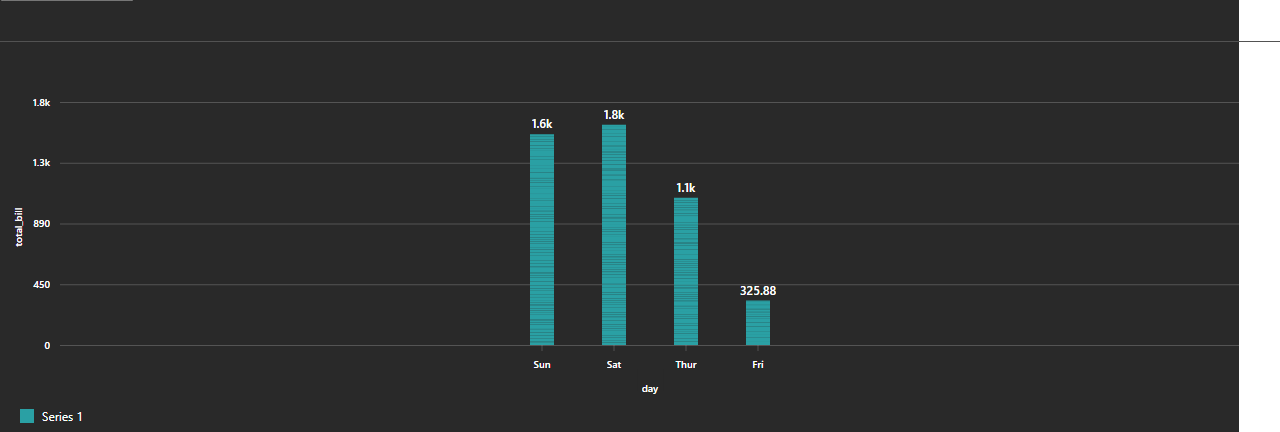 1.8k
1.3k
890
450
0
total_bill
1.6k
1.8k
1.1k
325.88
Sun
Sat
Thur
Fri
day
Series 1